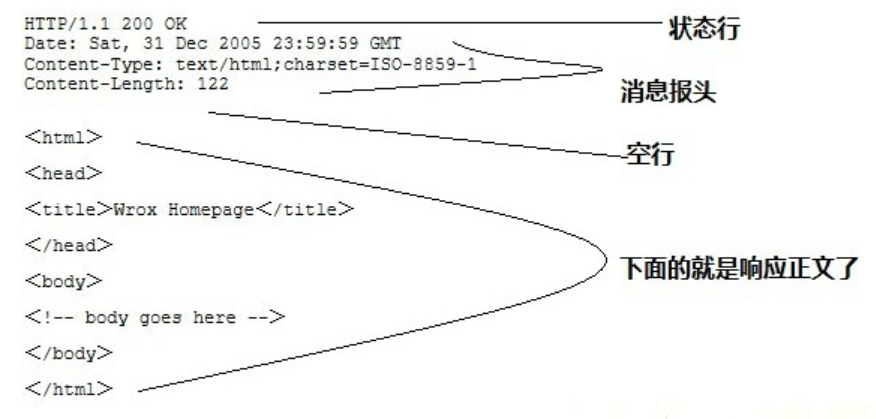 HTTP/1.1 200 OK
状态行
Date: Sat, 31 Dec 2005 23:59:59 GMT
Content-Type: text/html;charset=ISO-8859-1
Content-Length: 122
消息报头
空行
<html>
<head>
<title>Wrox Homepage</title>
</head>
<body>
下面的就是响应正文了
<!-- body goes here -->
</body>
</html>